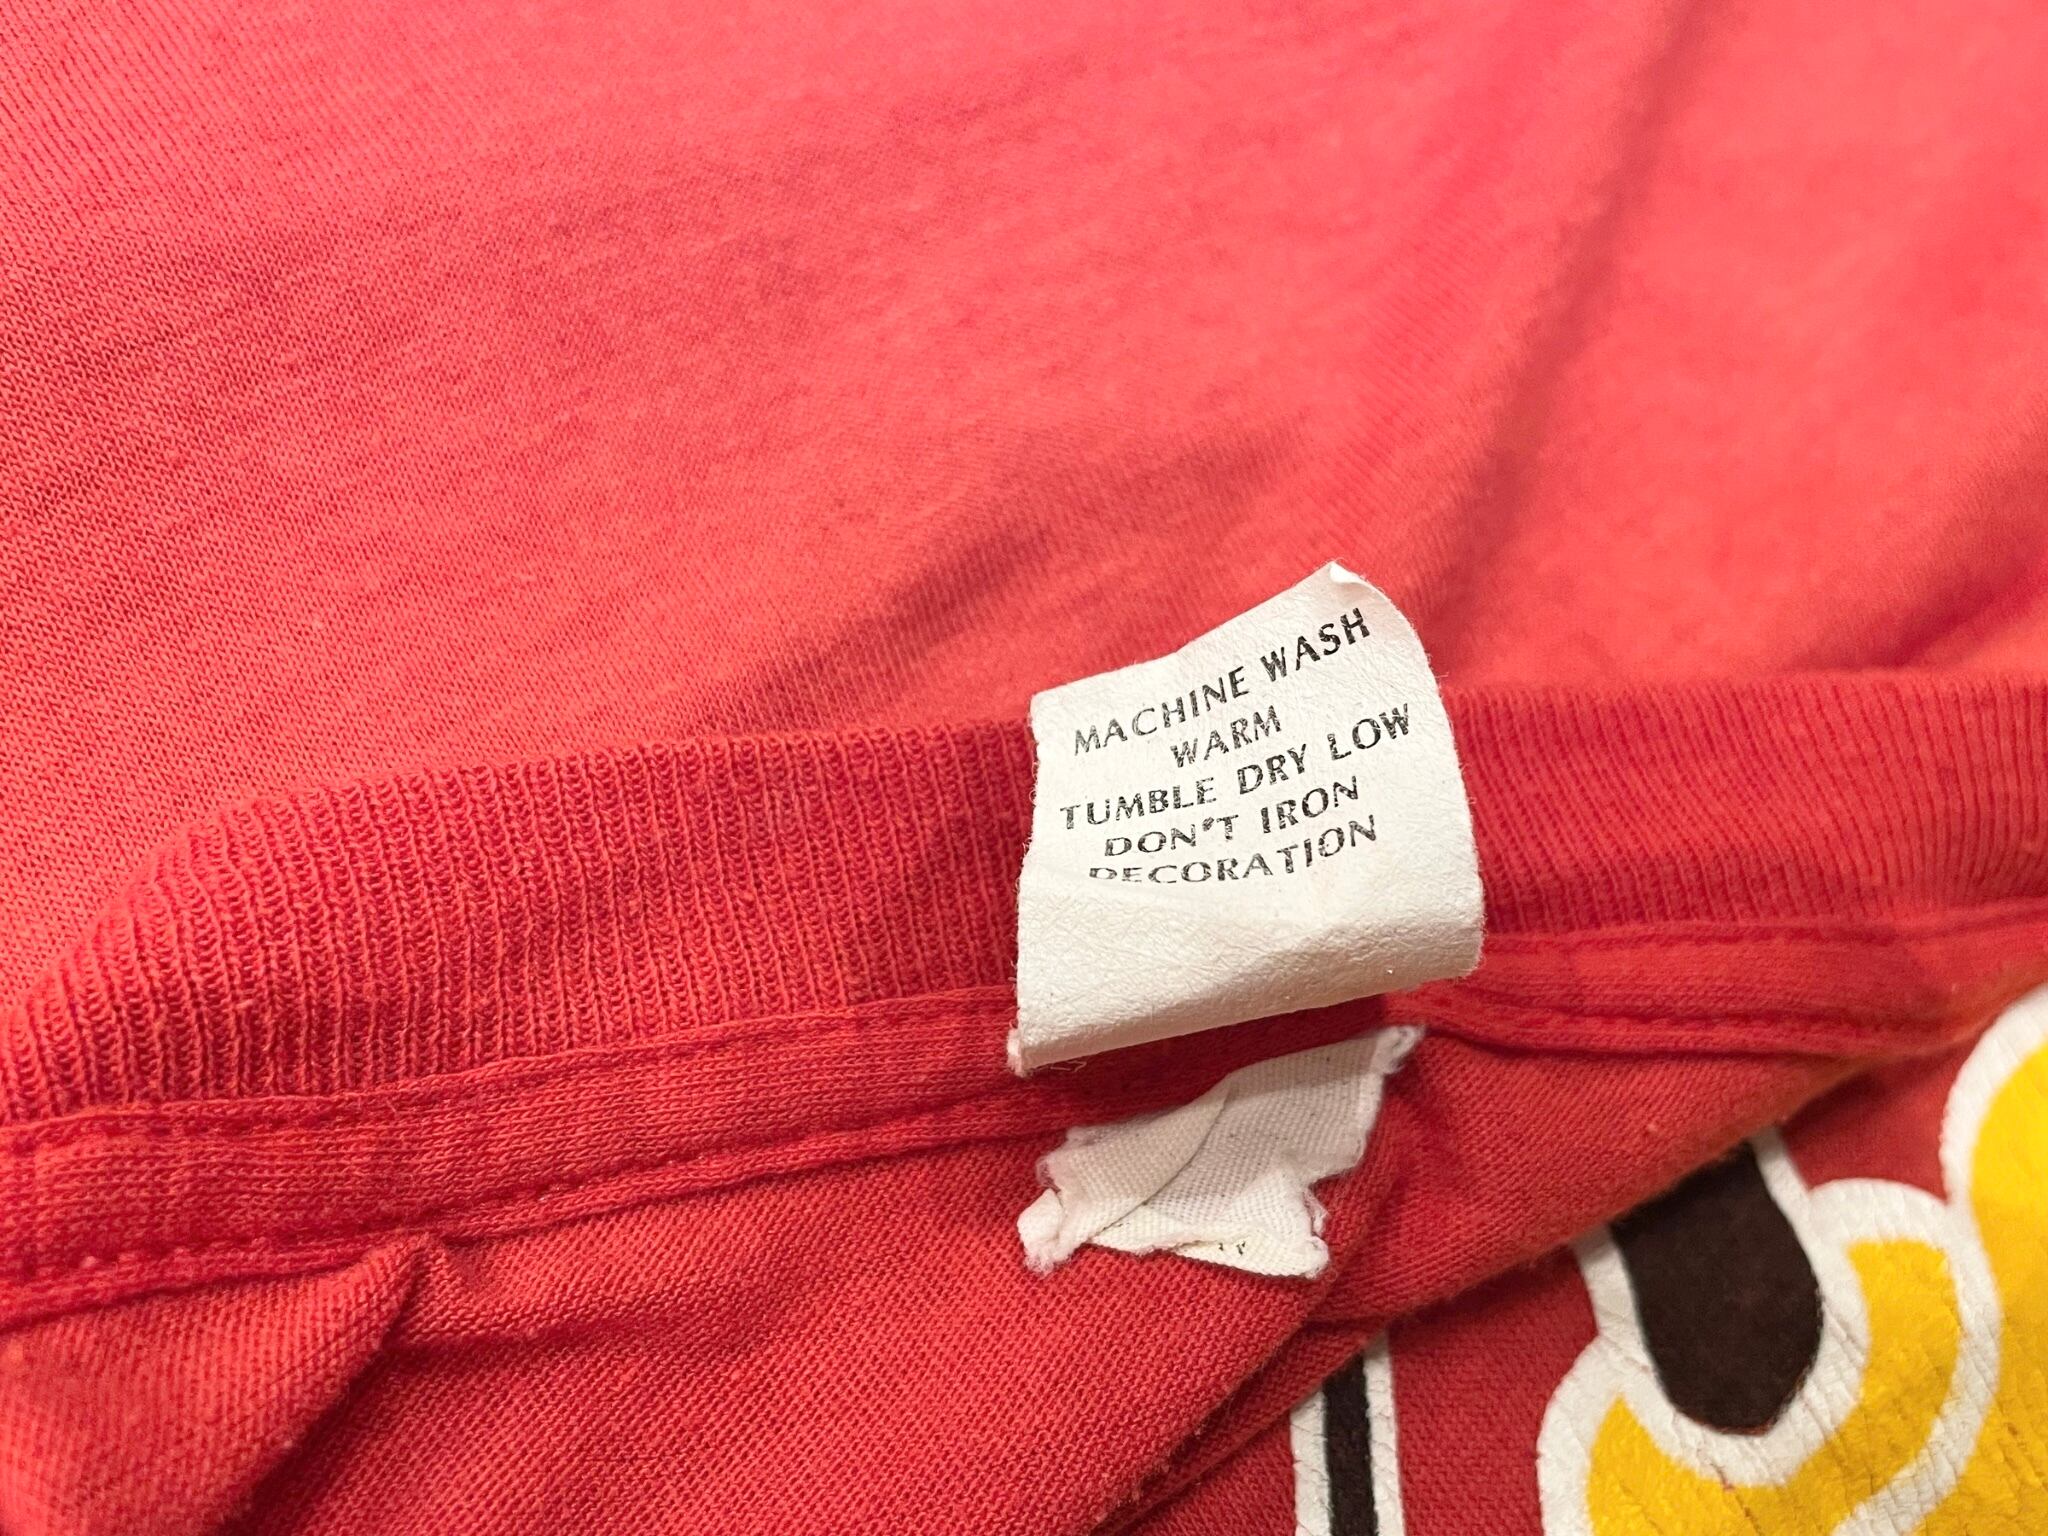 MACHINE WASH
WARM
TUMBLE DRY LOW
DON'T IRON
DECORATION